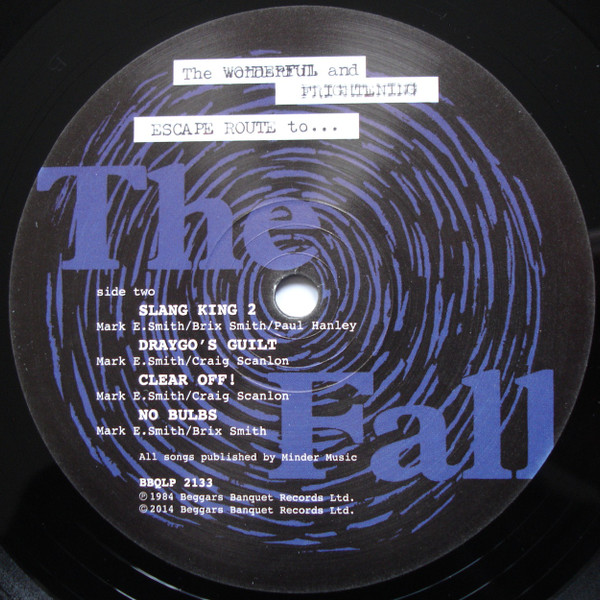 The WONDERFUL and
FRIGHTENING
ESCAPE ROUTE to...
The
side two
SLANG KING 2
Mark E.Smith/Brix Smith/Paul Hanley
DRAYGO'S GUILT
Mark E.Smith/Craig Scanlon
CLEAR OFF!
Mark E.Smith/Craig Scanlon
NO BULBS
Mark E.Smith/Brix Smith
Fall
All songs published by Minder Music
BBQLP 2133
℗1984 Beggars Banquet Records Ltd.
©2014 Beggars Banquet Records Ltd.